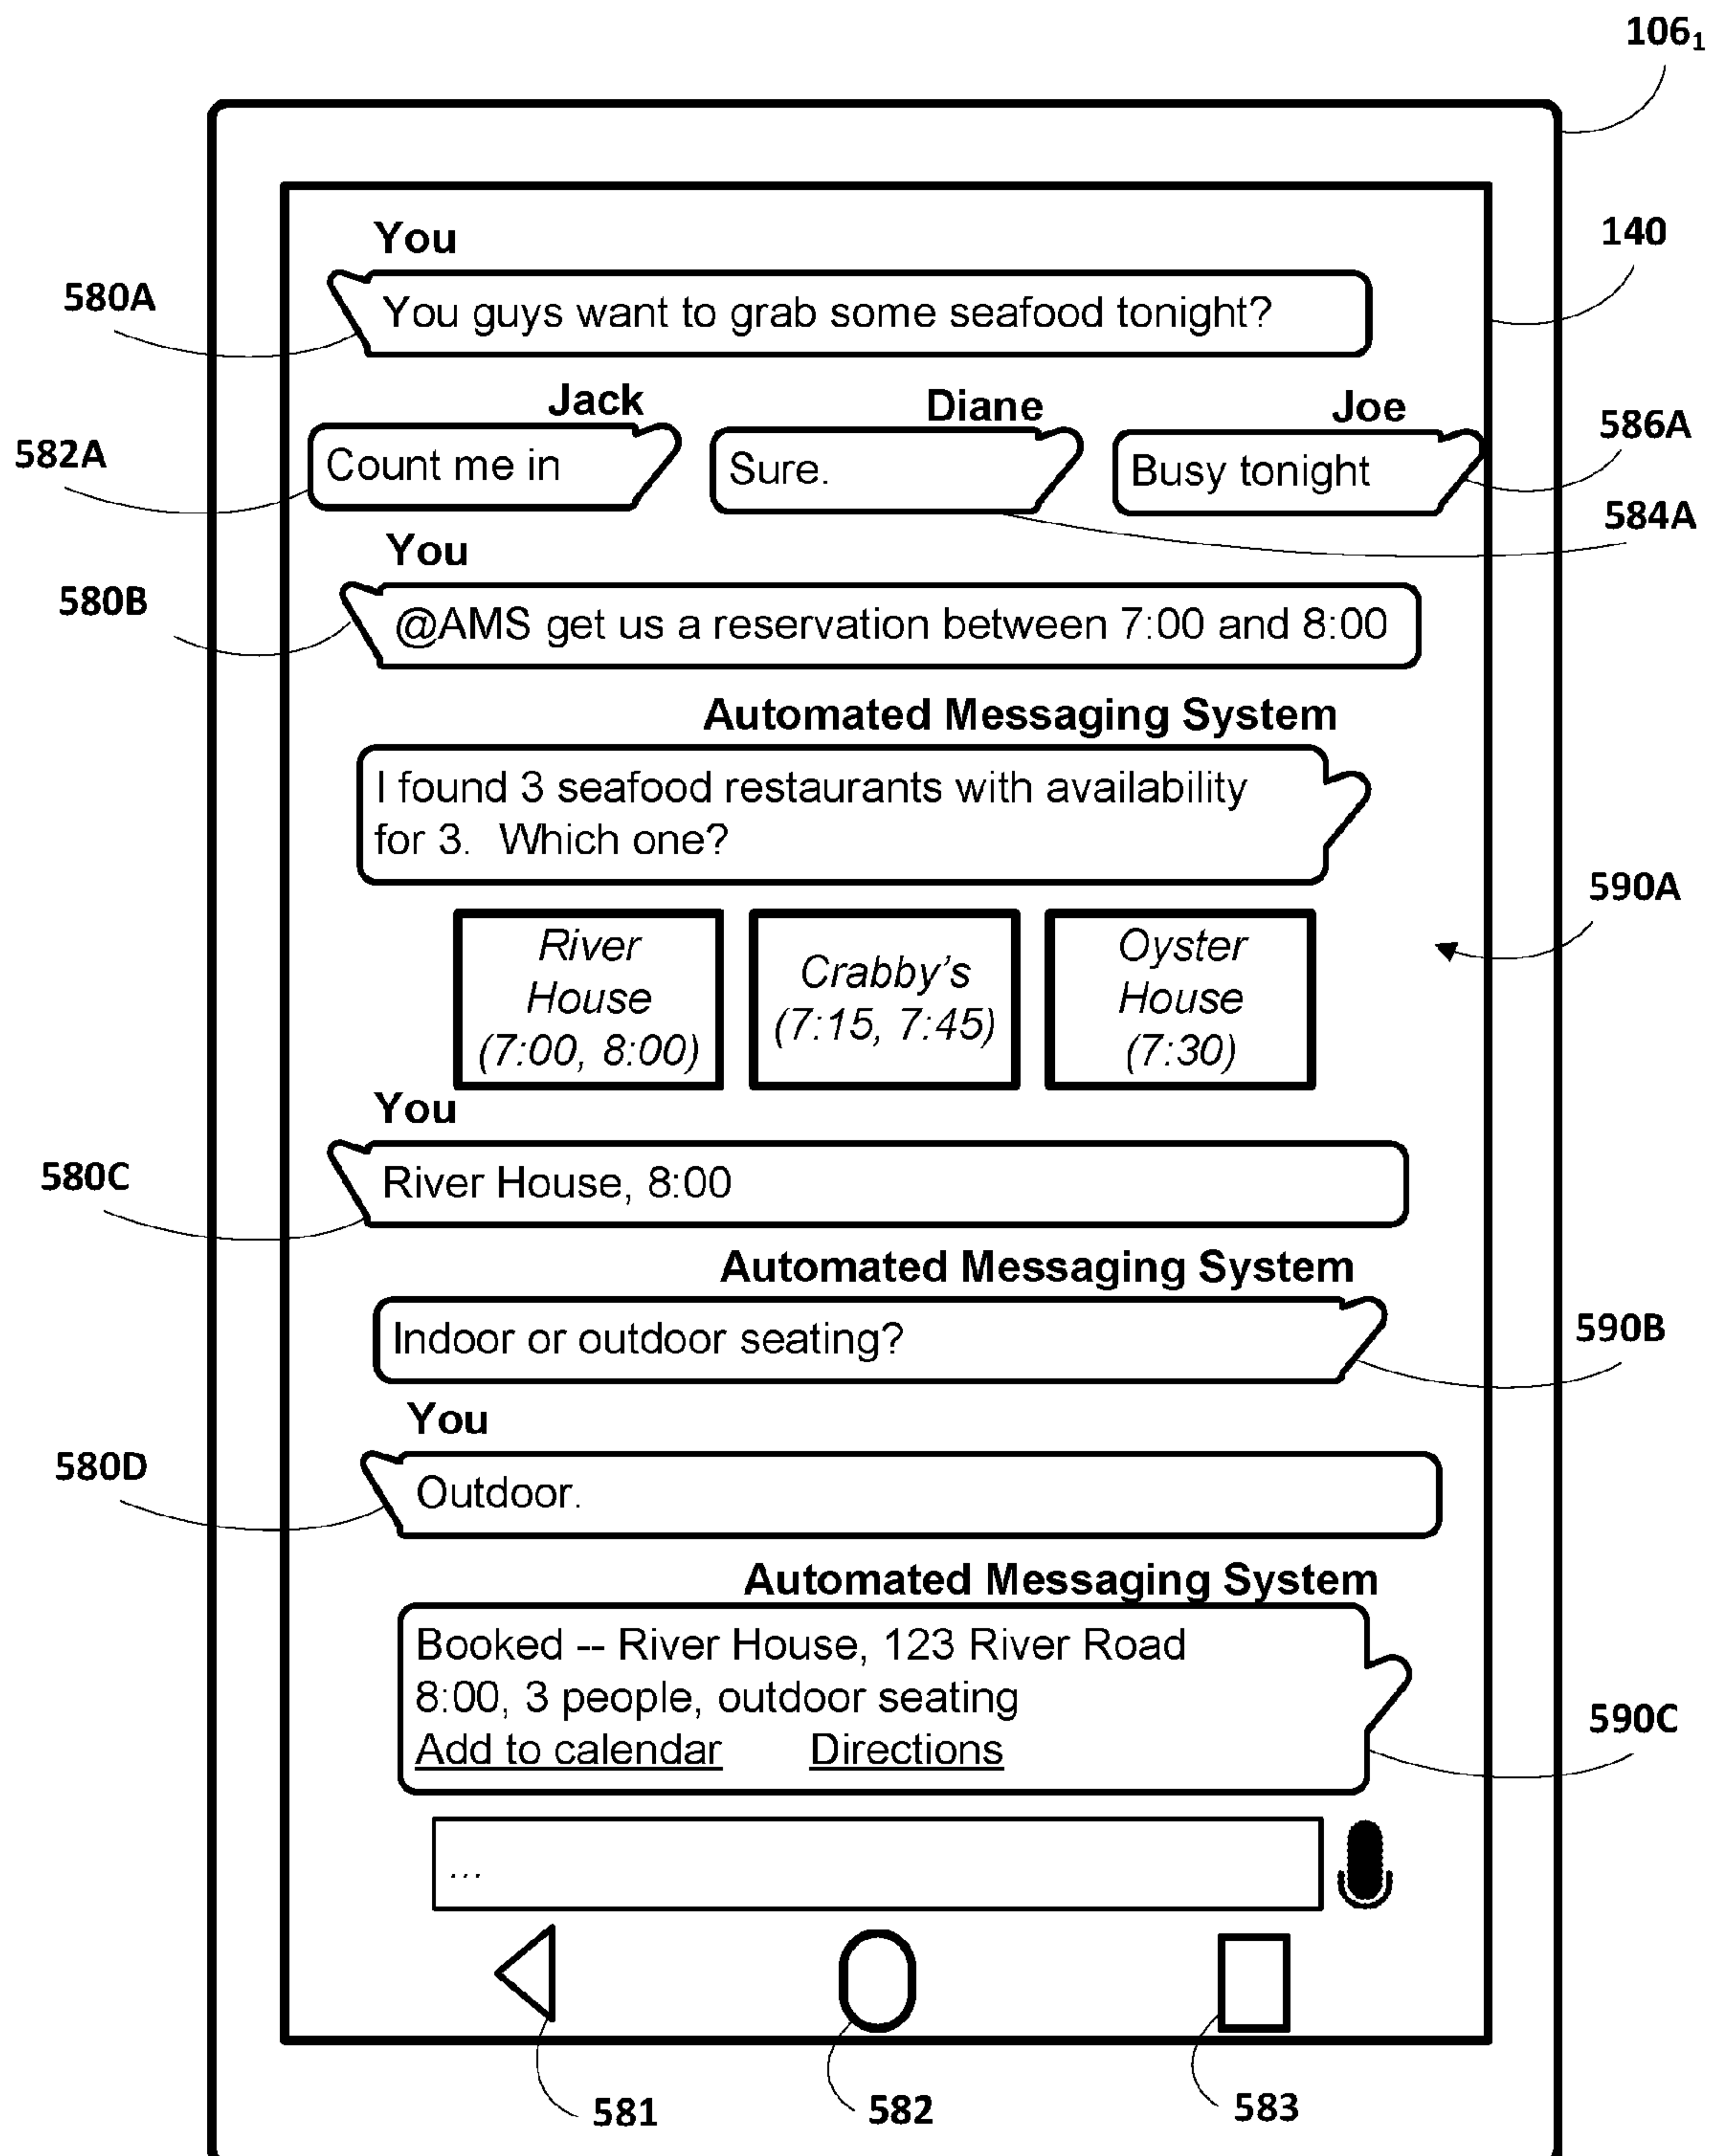 106₁
You
140
580A
You guys want to grab some seafood tonight?
Jack
Diane
Joe
586A
582A
Count me in
Sure.
Busy tonight
584A
You
580B
@AMS get us a reservation between 7:00 and 8:00
Automated Messaging System
I found 3 seafood restaurants with availability
for 3.  Which one?
590A
River
House
(7:00, 8:00)
Crabby's
(7:15, 7:45)
Oyster
House
(7:30)
You
580C
River House, 8:00
Automated Messaging System
Indoor or outdoor seating?
590B
You
580D
Outdoor.
Automated Messaging System
Booked -- River House, 123 River Road
8:00, 3 people, outdoor seating
590C
Add to calendar Directions
...
581
582
583